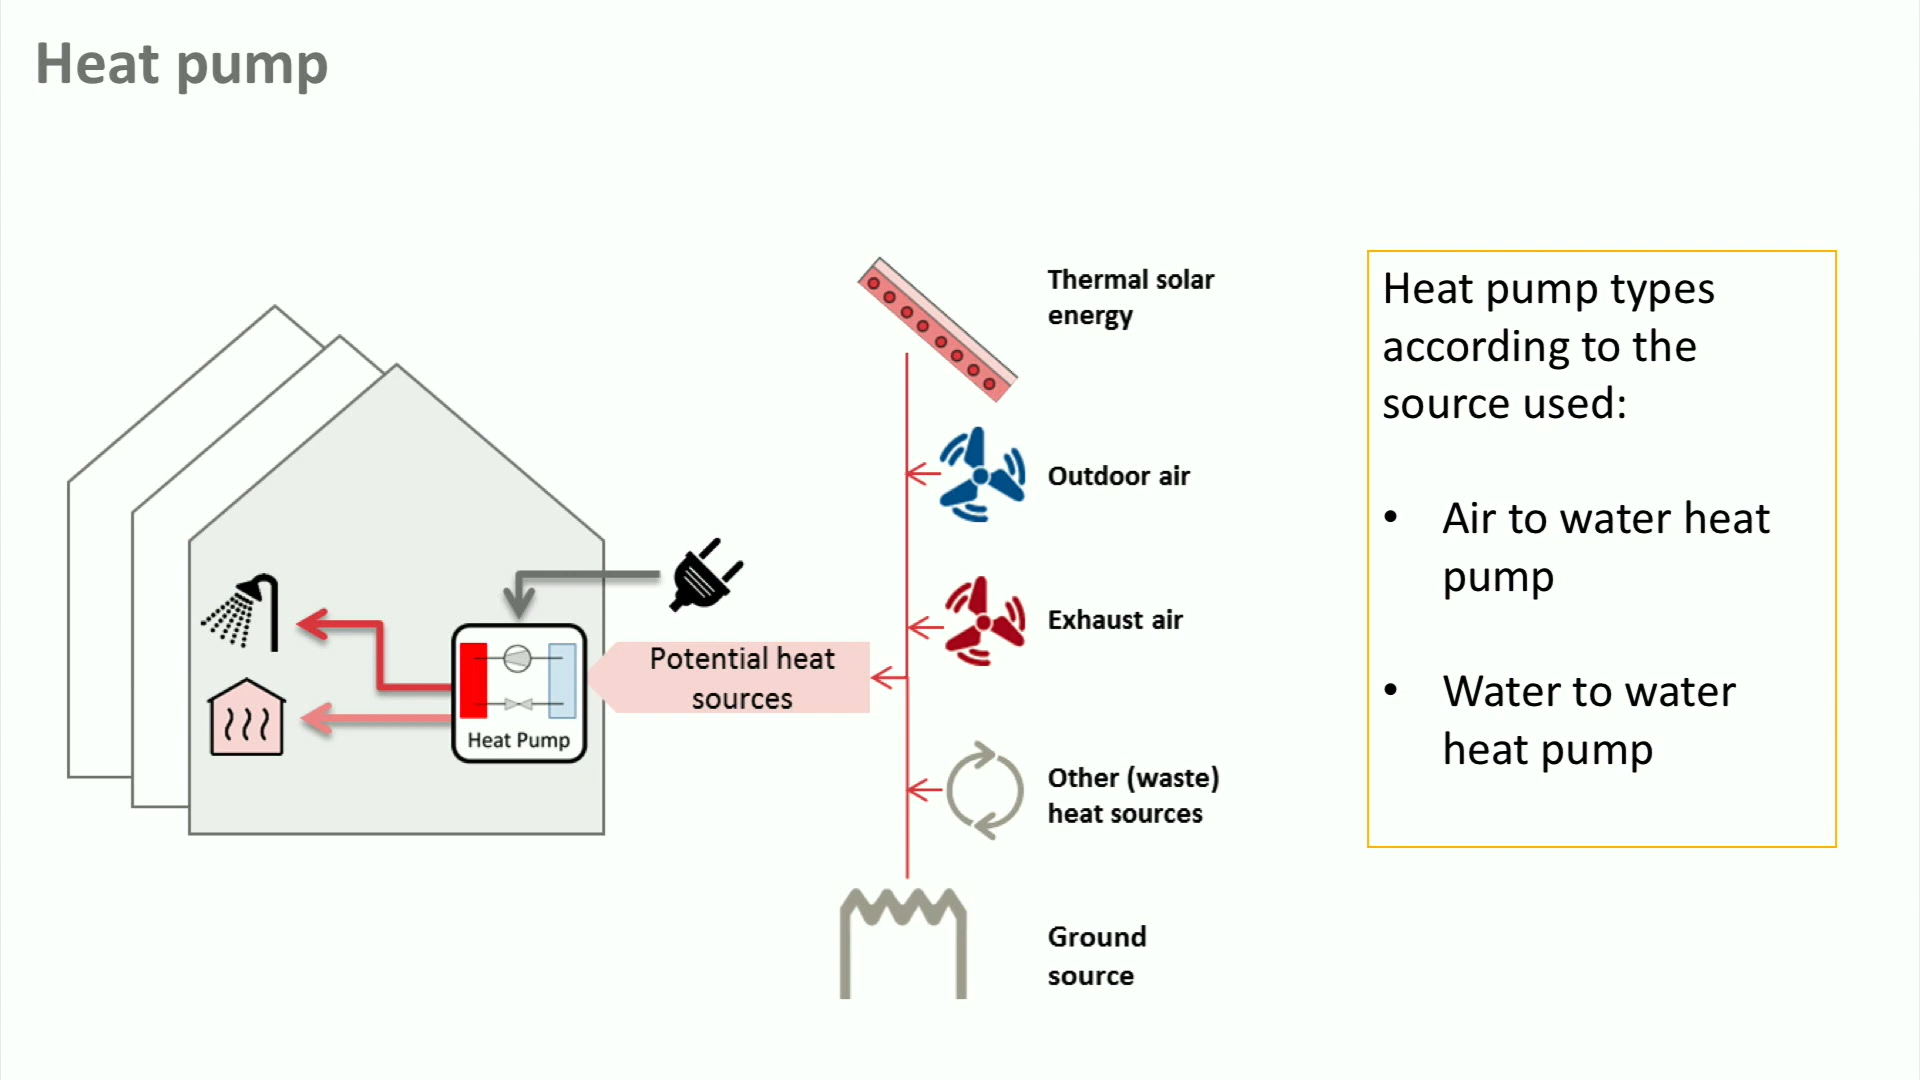 Heat pump
Thermal solar
energy
Outdoor air
Exhaust air
Potential heat
sources
Heat Pump
Other (waste)
heat sources
Ground
source
Heat pump types
according to the
source used:
• Air to water heat
pump
• Water to water
heat pump